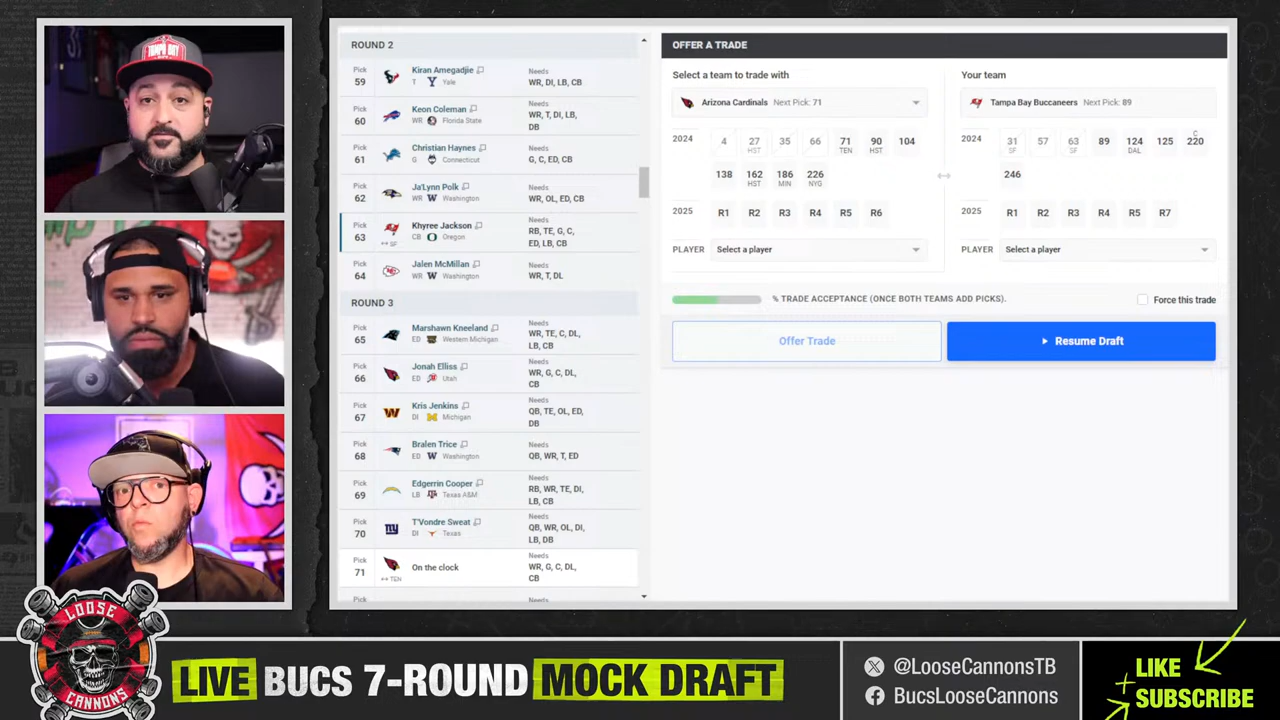 TAMPA BAY
ROUND 2
Pick 59 Kiran Amegadjie T Yale Needs WR, DI, LB, CB
Pick 60 Keon Coleman WR Florida State Needs WR, T, DI, LB, DB
Pick 61 Christian Haynes G Connecticut Needs G, C, ED, CB
Pick 62 Ja'Lynn Polk WR Washington Needs WR, OL, ED, CB
Pick 63 SF Khyree Jackson CB Oregon Needs RB, TE, G, C, ED, LB, CB
Pick 64 Jalen McMillan WR Washington Needs WR, T, DL
ROUND 3
Pick 65 Marshawn Kneeland ED Western Michigan Needs WR, TE, C, DL, LB, CB
Pick 66 Jonah Elliss ED Utah Needs WR, G, C, DL, CB
Pick 67 Kris Jenkins DI Michigan Needs QB, TE, OL, ED, DB
Pick 68 Bralen Trice ED Washington Needs QB, WR, T, ED
Pick 69 Edgerrin Cooper LB Texas A&M Needs RB, WR, TE, DI, LB, CB
Pick 70 T'Vondre Sweat DI Texas Needs QB, WR, OL, DI, LB, DB
Pick 71 TEN On the clock Needs WR, G, C, DL, CB
Pick Needs
OFFER A TRADE
Select a team to trade with
Arizona Cardinals Next Pick: 71
2024 4 27 HST 35 66 71 TEN 90 HST 104
138 162 HST 186 MIN 226 NYG
2025 R1 R2 R3 R4 R5 R6
PLAYER Select a player
Your team
Tampa Bay Buccaneers Next Pick: 89
2024 31 SF 57 63 SF 89 124 DAL 125 C 220
246
2025 R1 R2 R3 R4 R5 R7
PLAYER Select a player
% TRADE ACCEPTANCE (ONCE BOTH TEAMS ADD PICKS).
Force this trade
Offer Trade
Resume Draft
LOOSE
CANNONS
LIVE BUCS 7-ROUND MOCK DRAFT
@LooseCannonsTB
BucsLooseCannons
LIKE
+ SUBSCRIBE